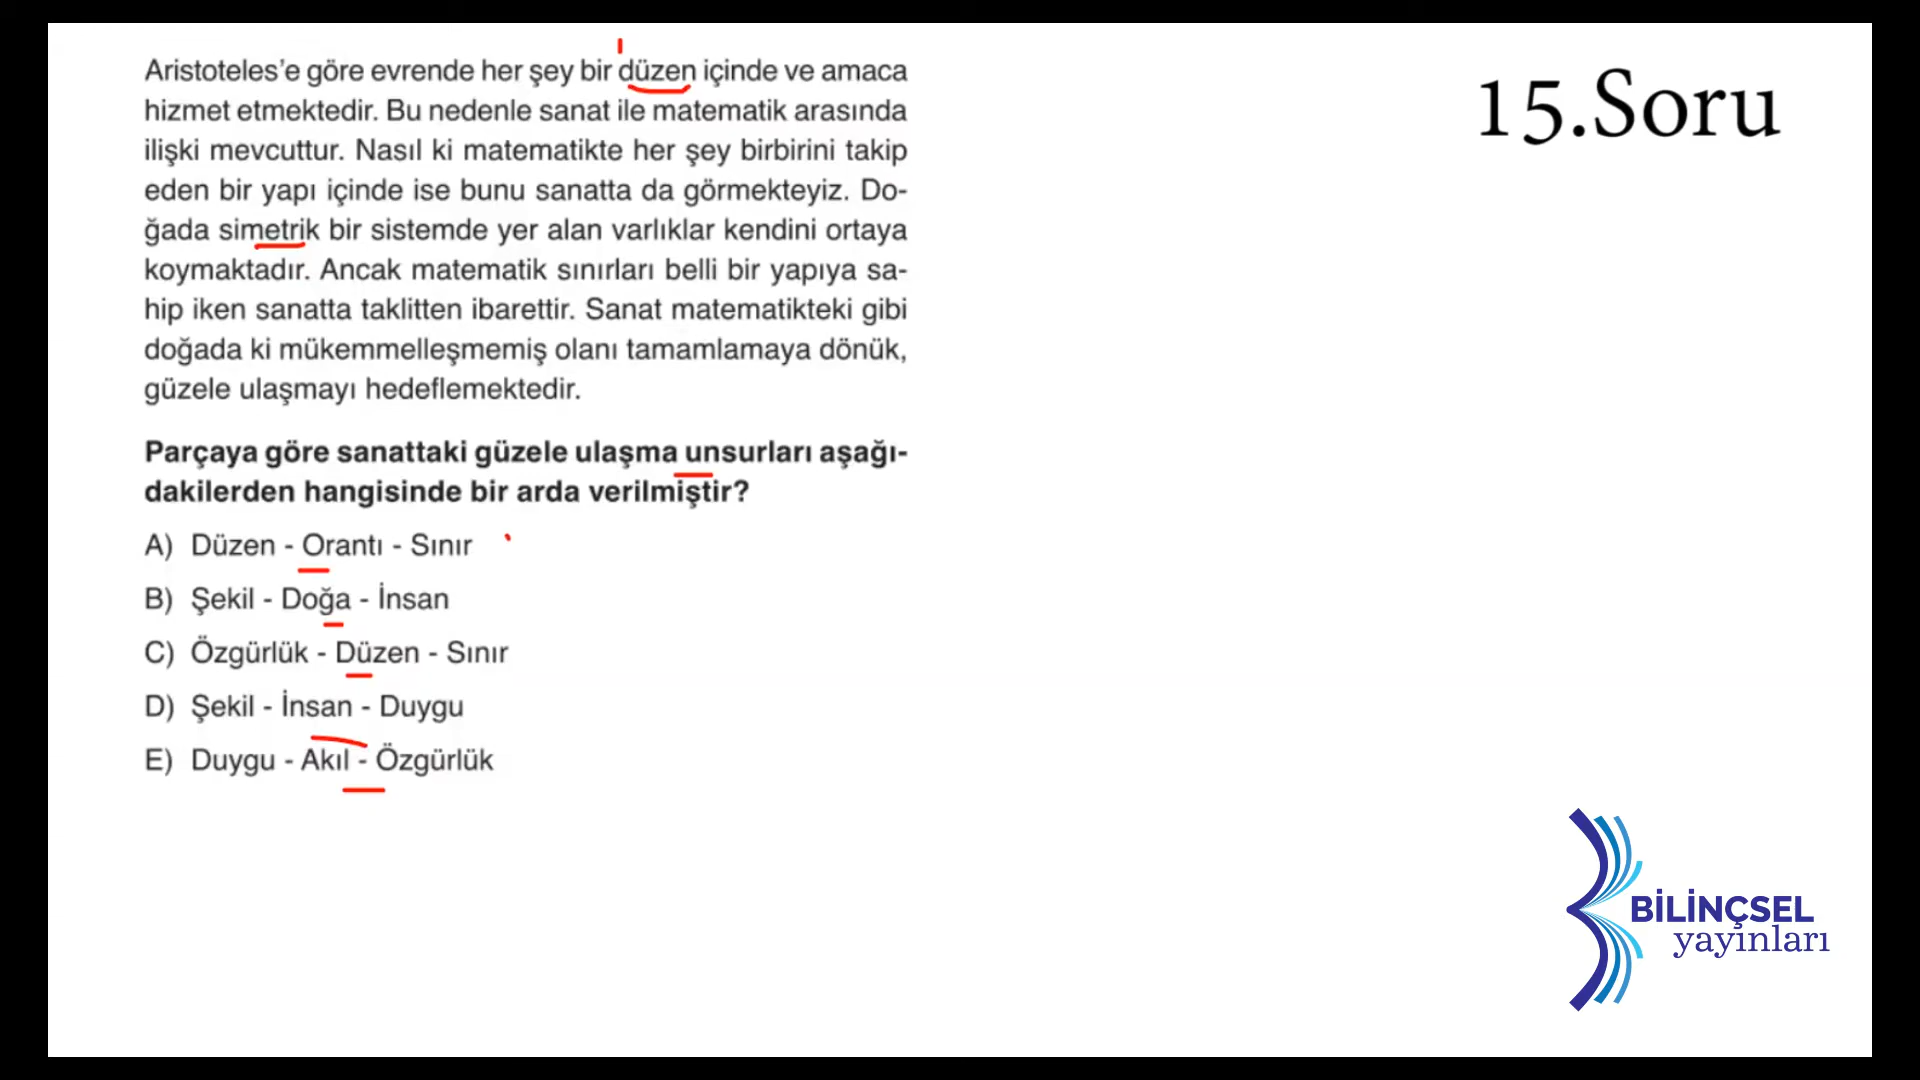 Aristoteles’e göre evrende her şey bir düzen içinde ve amaca
hizmet etmektedir. Bu nedenle sanat ile matematik arasında
ilişki mevcuttur. Nasıl ki matematikte her şey birbirini takip
eden bir yapı içinde ise bunu sanatta da görmekteyiz. Do-
ğada simetrik bir sistemde yer alan varlıklar kendini ortaya
koymaktadır. Ancak matematik sınırları belli bir yapıya sa-
hip iken sanatta taklitten ibarettir. Sanat matematikteki gibi
doğada ki mükemmelleşmemiş olanı tamamlamaya dönük,
güzele ulaşmayı hedeflemektedir.
Parçaya göre sanattaki güzele ulaşma unsurları aşağı-
dakilerden hangisinde bir arda verilmiştir?
A) Düzen - Orantı - Sınır
B) Şekil - Doğa - İnsan
C) Özgürlük - Düzen - Sınır
D) Şekil - İnsan - Duygu
E) Duygu - Akıl - Özgürlük
15.Soru
BİLİNÇSEL
yayınları